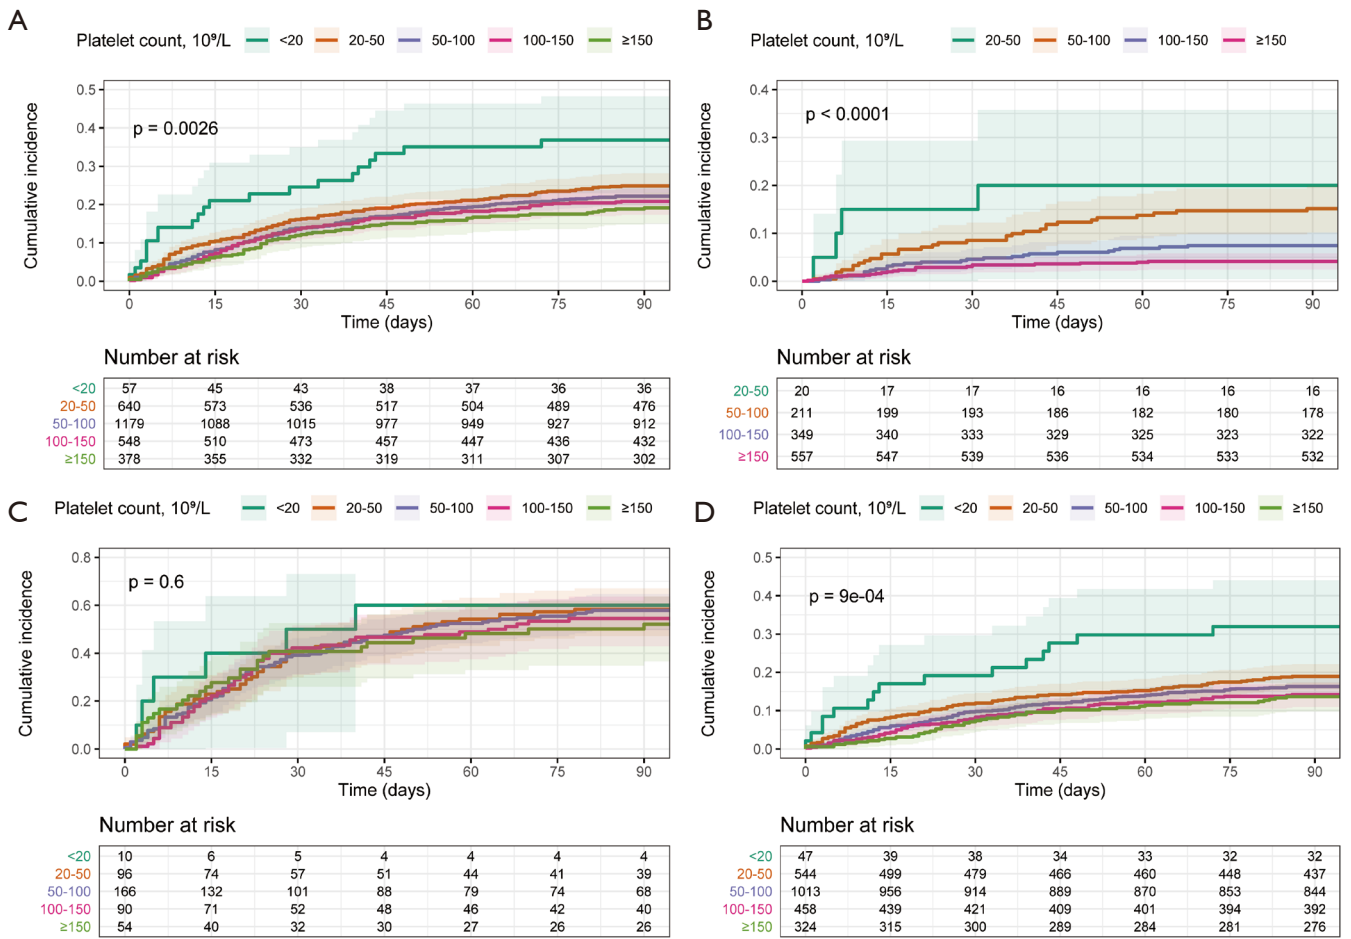 A
Platelet count, 10⁹/L <20 20-50 50-100 100-150 ≥150
Cumulative incidence
0.5
0.4
0.3
0.2
0.1
0.0
p = 0.0026
0 15 30 45 60 75 90
Time (days)
Number at risk
<20 57 45 43 38 37 36 36
20-50 640 573 536 517 504 489 476
50-100 1179 1088 1015 977 949 927 912
100-150 548 510 473 457 447 436 432
≥150 378 355 332 319 311 307 302
B
Platelet count, 10⁹/L 20-50 50-100 100-150 ≥150
Cumulative incidence
0.4
0.3
0.2
0.1
0.0
p < 0.0001
0 15 30 45 60 75 90
Time (days)
Number at risk
20-50 20 17 17 16 16 16 16
50-100 211 199 193 186 182 180 178
100-150 349 340 333 329 325 323 322
≥150 557 547 539 536 534 533 532
C
Platelet count, 10⁹/L <20 20-50 50-100 100-150 ≥150
Cumulative incidence
0.8
0.6
0.4
0.2
0.0
p = 0.6
0 15 30 45 60 75 90
Time (days)
Number at risk
<20 10 6 5 4 4 4 4
20-50 96 74 57 51 44 41 39
50-100 166 132 101 88 79 74 68
100-150 90 71 52 48 46 42 40
≥150 54 40 32 30 27 26 26
D
Platelet count, 10⁹/L <20 20-50 50-100 100-150 ≥150
Cumulative incidence
0.5
0.4
0.3
0.2
0.1
0.0
p = 9e-04
0 15 30 45 60 75 90
Time (days)
Number at risk
<20 47 39 38 34 33 32 32
20-50 544 499 479 466 460 448 437
50-100 1013 956 914 889 870 853 844
100-150 458 439 421 409 401 394 392
≥150 324 315 300 289 284 281 276